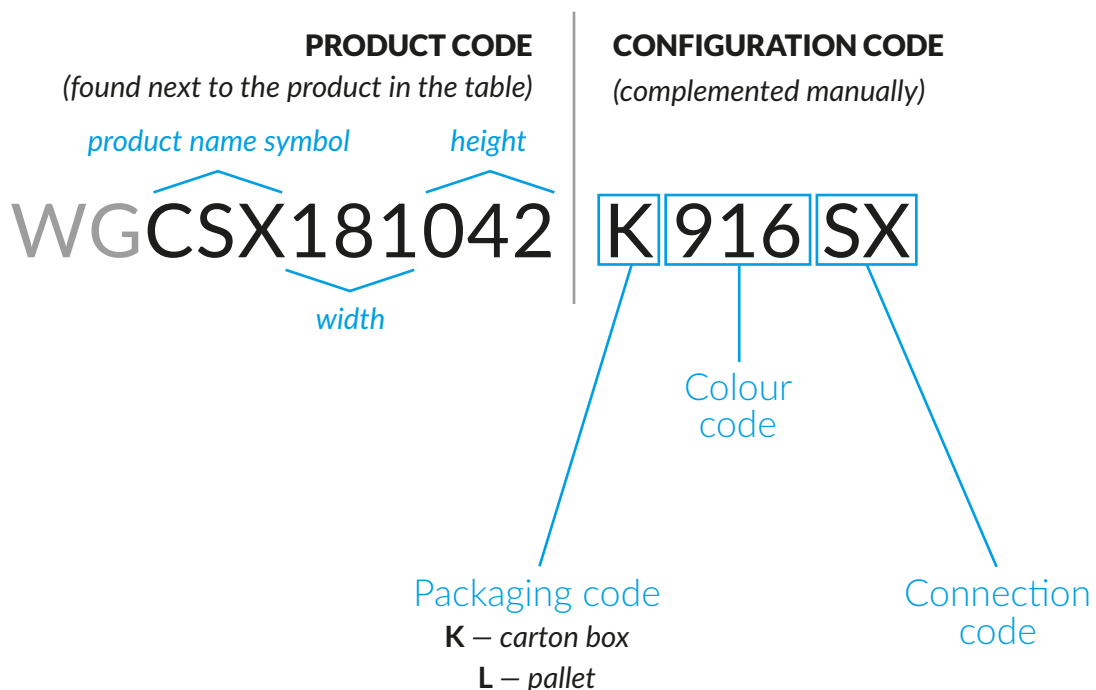 PRODUCT CODE
(found next to the product in the table)
product name symbol
height
WGCSX181042
width
CONFIGURATION CODE
(complemented manually)
K 916 SX
Colour
code
Packaging code
K – carton box
L – pallet
Connection
code